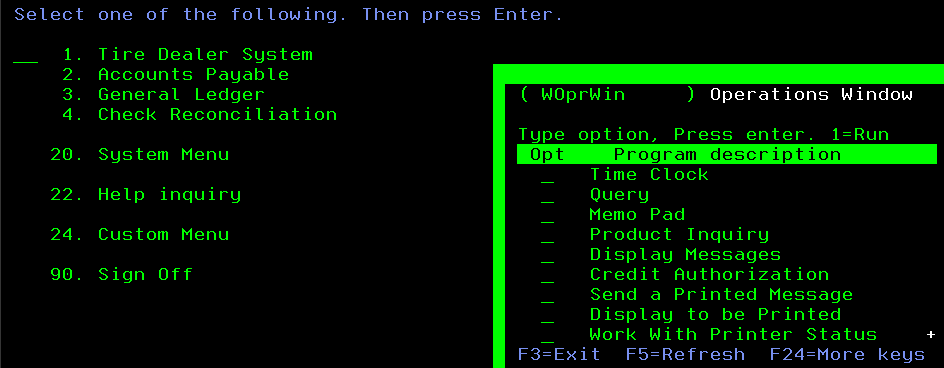 Select one of the following. Then press Enter.
__ 1. Tire Dealer System
2. Accounts Payable
3. General Ledger
4. Check Reconciliation
20. System Menu
22. Help inquiry
24. Custom Menu
90. Sign Off
( WOprWin ) Operations Window
Type option, Press enter. 1=Run
Opt Program description
_ Time Clock
_ Query
_ Memo Pad
_ Product Inquiry
_ Display Messages
_ Credit Authorization
_ Send a Printed Message
_ Display to be Printed
_ Work With Printer Status +
F3=Exit F5=Refresh F24=More keys